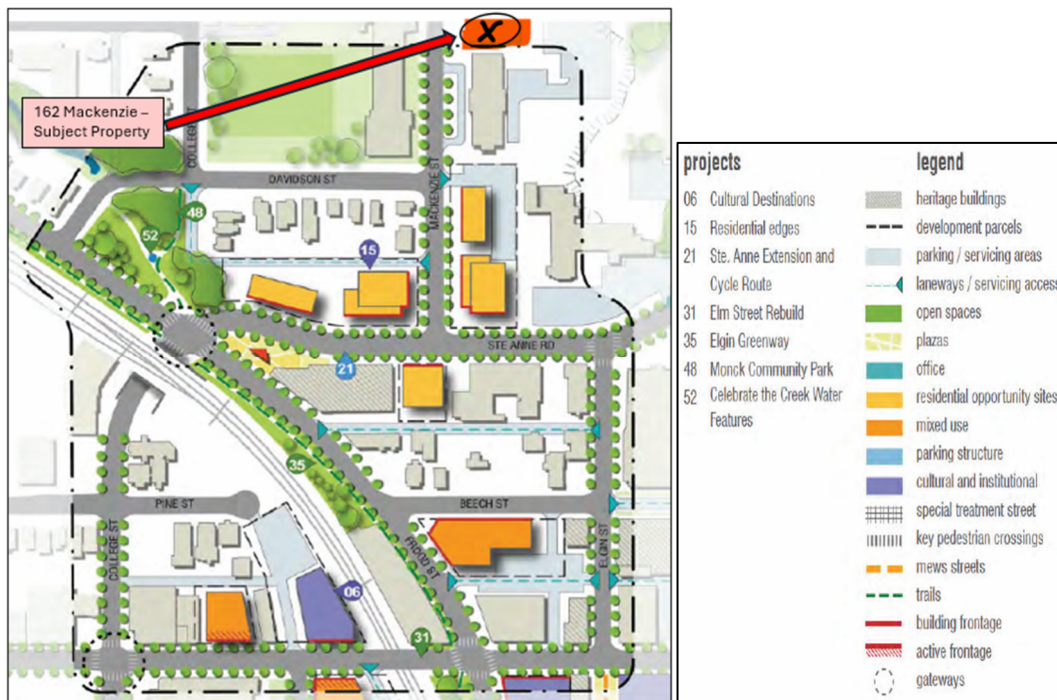 X
162 Mackenzie –
Subject Property
COLLEGE ST
DAVIDSON ST
MACKENZIE ST
48
52
15
STE ANNE RD
21
35
PINE ST
BEECH ST
COLLEGE ST
FROOD ST
ELGIN ST
06
31
projects
06 Cultural Destinations
15 Residential edges
21 Ste. Anne Extension and
Cycle Route
31 Elm Street Rebuild
35 Elgin Greenway
48 Monck Community Park
52 Celebrate the Creek Water
Features
legend
heritage buildings
development parcels
parking / servicing areas
laneways / servicing access
open spaces
plazas
office
residential opportunity sites
mixed use
parking structure
cultural and institutional
special treatment street
key pedestrian crossings
mews streets
trails
building frontage
active frontage
gateways